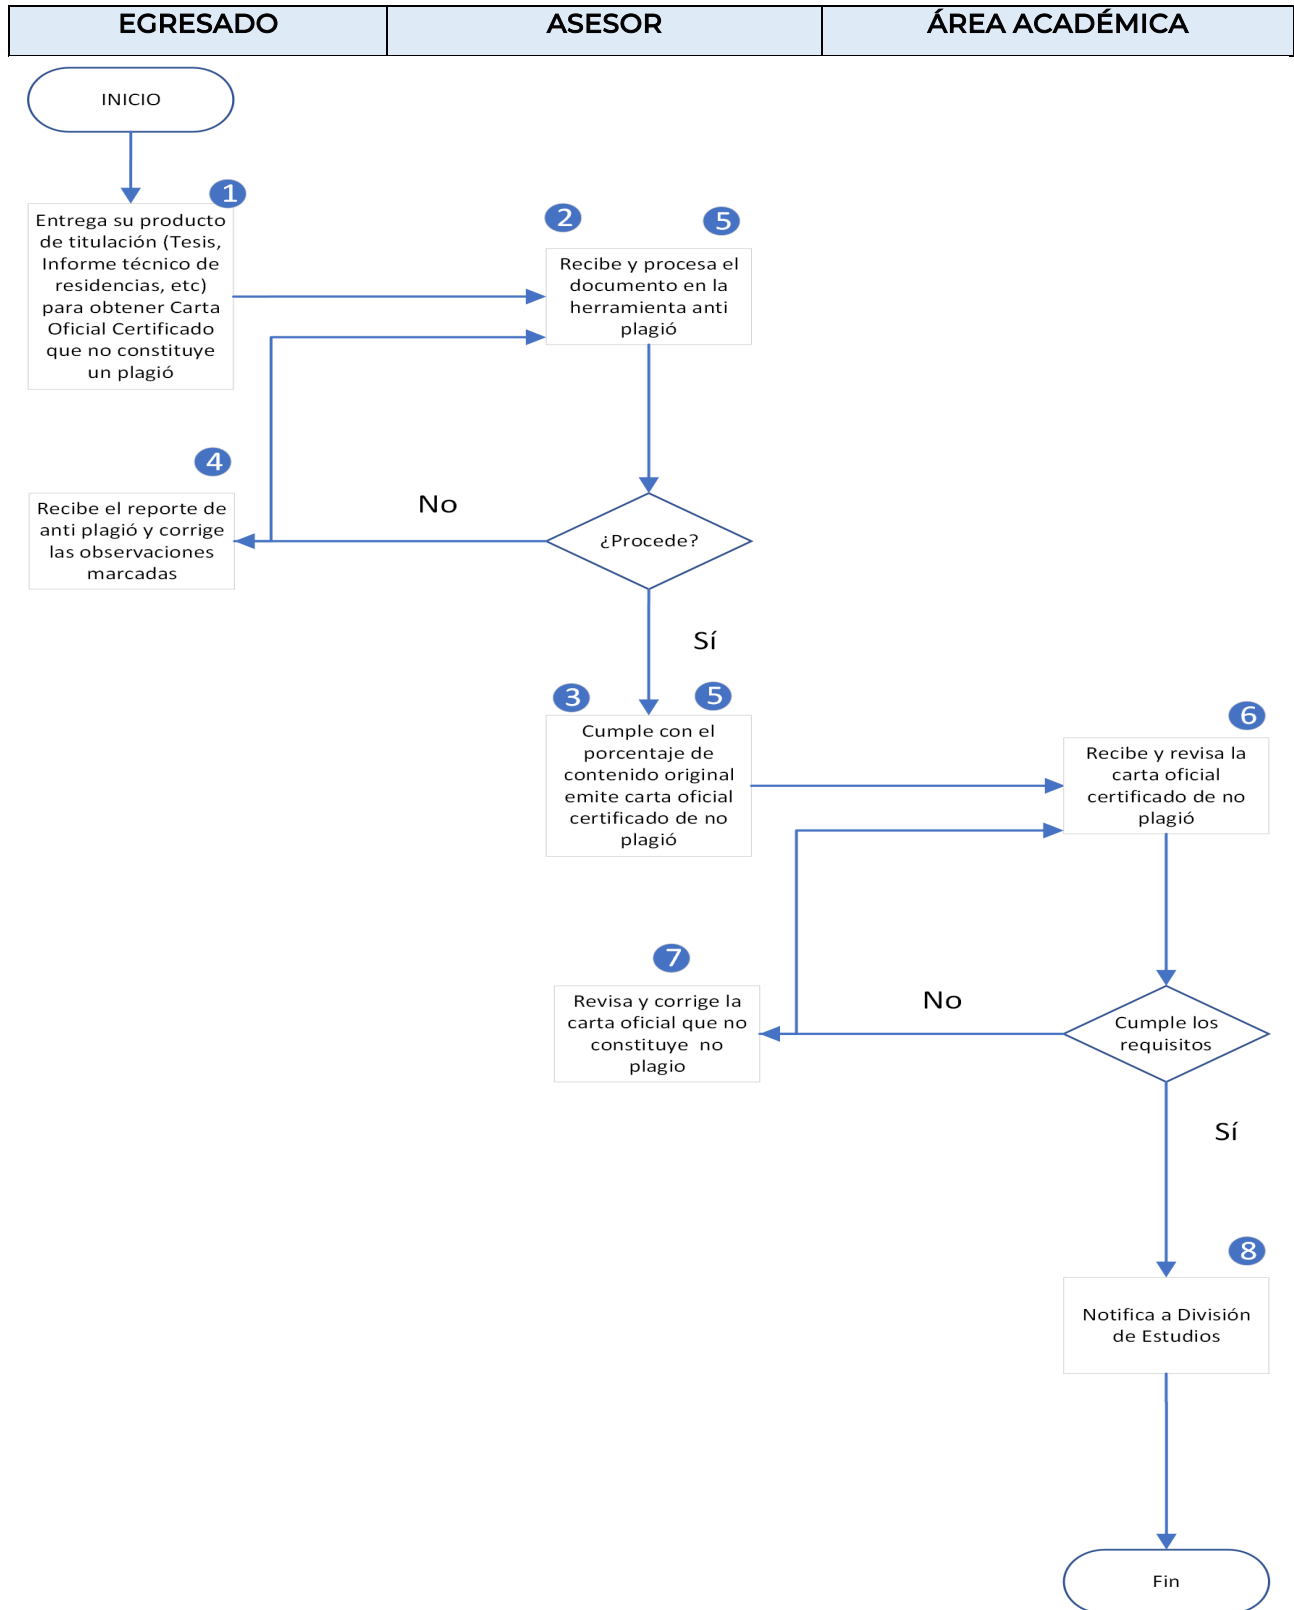 EGRESADO
ASESOR
ÁREA ACADÉMICA
INICIO
1
Entrega su producto
de titulación (Tesis,
Informe técnico de
residencias, etc)
para obtener Carta
Oficial Certificado
que no constituye
un plagió
2
5
Recibe y procesa el
documento en la
herramienta anti
plagió
4
Recibe el reporte de
anti plagió y corrige
las observaciones
marcadas
No
¿Procede?
Sí
3
5
Cumple con el
porcentaje de
contenido original
emite carta oficial
certificado de no
plagió
6
Recibe y revisa la
carta oficial
certificado de no
plagió
7
Revisa y corrige la
carta oficial que no
constituye  no
plagio
No
Cumple los
requisitos
Sí
8
Notifica a División
de Estudios
Fin